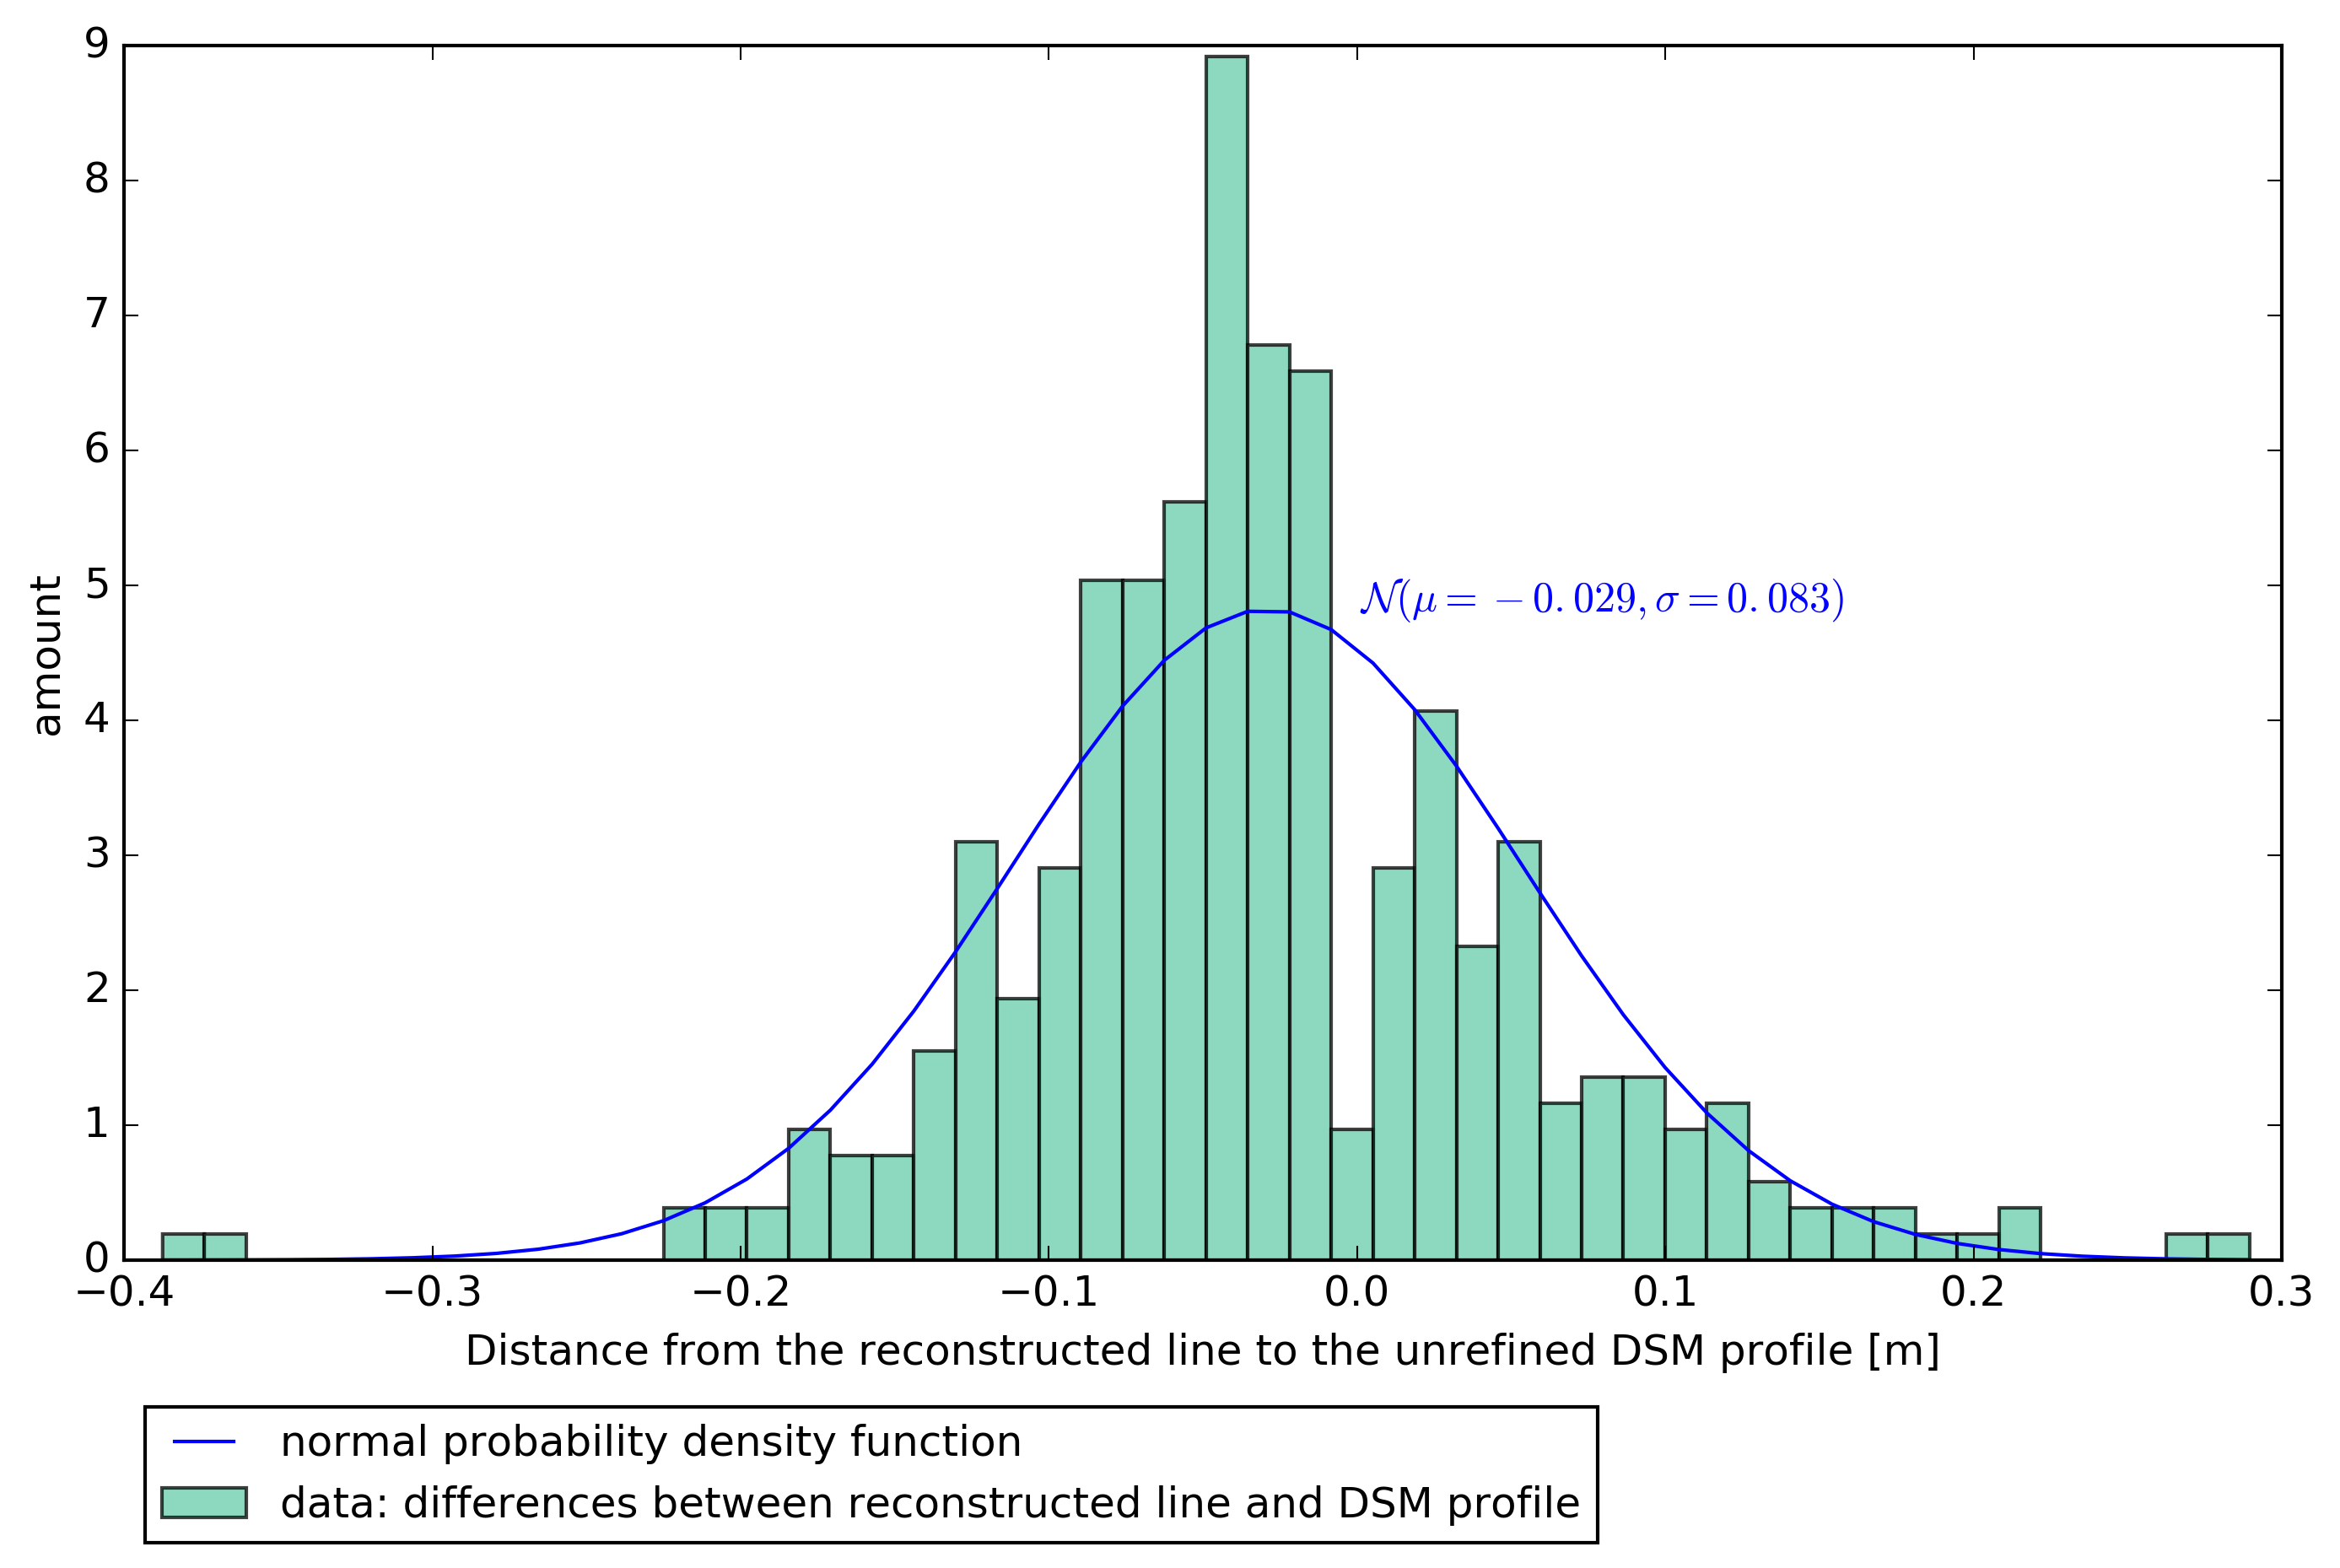 9
8
7
6
5
4
3
2
1
0
amount
𝒩(μ = −0.029, σ = 0.083)
−0.4 −0.3 −0.2 −0.1 0.0 0.1 0.2 0.3
Distance from the reconstructed line to the unrefined DSM profile [m]
normal probability density function
data: differences between reconstructed line and DSM profile